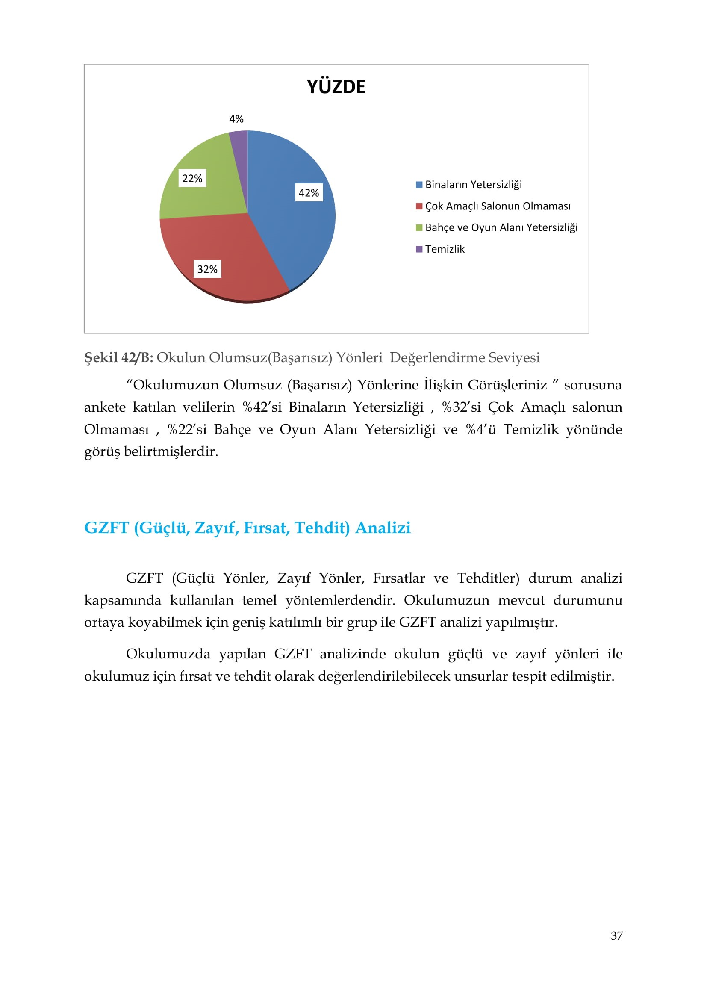 YÜZDE
4%
22%
42%
32%
Binaların Yetersizliği
Çok Amaçlı Salonun Olmaması
Bahçe ve Oyun Alanı Yetersizliği
Temizlik
Şekil 42/B: Okulun Olumsuz(Başarısız) Yönleri  Değerlendirme Seviyesi
“Okulumuzun Olumsuz (Başarısız) Yönlerine İlişkin Görüşleriniz ” sorusuna
ankete katılan velilerin %42’si Binaların Yetersizliği , %32’si Çok Amaçlı salonun
Olmaması , %22’si Bahçe ve Oyun Alanı Yetersizliği ve %4’ü Temizlik yönünde
görüş belirtmişlerdir.
GZFT (Güçlü, Zayıf, Fırsat, Tehdit) Analizi
GZFT (Güçlü Yönler, Zayıf Yönler, Fırsatlar ve Tehditler) durum analizi
kapsamında kullanılan temel yöntemlerdendir. Okulumuzun mevcut durumunu
ortaya koyabilmek için geniş katılımlı bir grup ile GZFT analizi yapılmıştır.
Okulumuzda yapılan GZFT analizinde okulun güçlü ve zayıf yönleri ile
okulumuz için fırsat ve tehdit olarak değerlendirilebilecek unsurlar tespit edilmiştir.
37